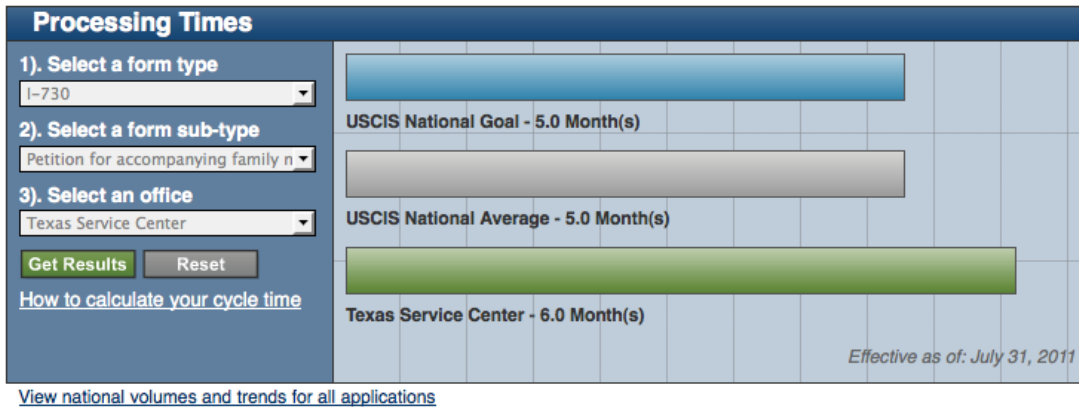 Processing Times
1). Select a form type
I-730
2). Select a form sub-type
Petition for accompanying family n
3). Select an office
Texas Service Center
Get Results Reset
How to calculate your cycle time
USCIS National Goal - 5.0 Month(s)
USCIS National Average - 5.0 Month(s)
Texas Service Center - 6.0 Month(s)
Effective as of: July 31, 2011
View national volumes and trends for all applications